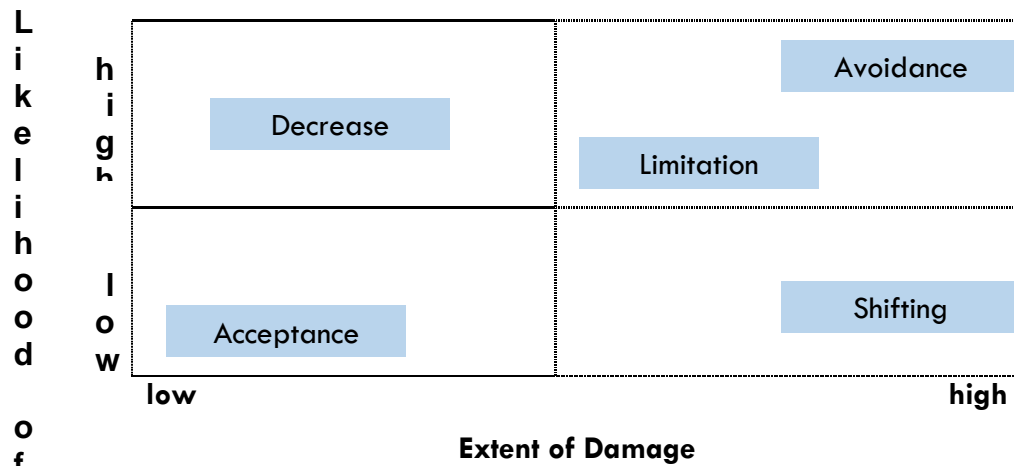 Likelihood of
high
Avoidance
Decrease
Limitation
low
Shifting
Acceptance
low
high
Extent of Damage